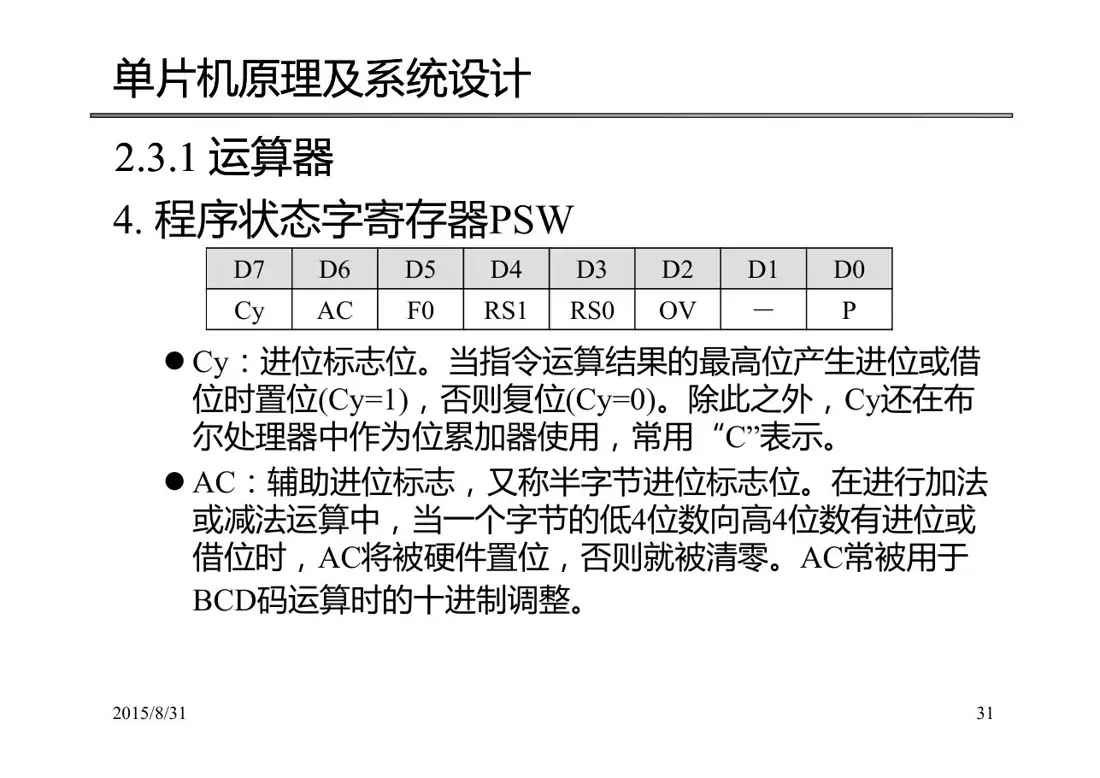 单片机原理及系统设计
2.3.1 运算器
4. 程序状态字寄存器PSW
D7 D6 D5 D4 D3 D2 D1 D0
Cy AC F0 RS1 RS0 OV － P
●Cy：进位标志位。当指令运算结果的最高位产生进位或借
位时置位(Cy=1)，否则复位(Cy=0)。除此之外，Cy还在布
尔处理器中作为位累加器使用，常用“C”表示。
●AC：辅助进位标志，又称半字节进位标志位。在进行加法
或减法运算中，当一个字节的低4位数向高4位数有进位或
借位时，AC将被硬件置位，否则就被清零。AC常被用于
BCD码运算时的十进制调整。
2015/8/31 31